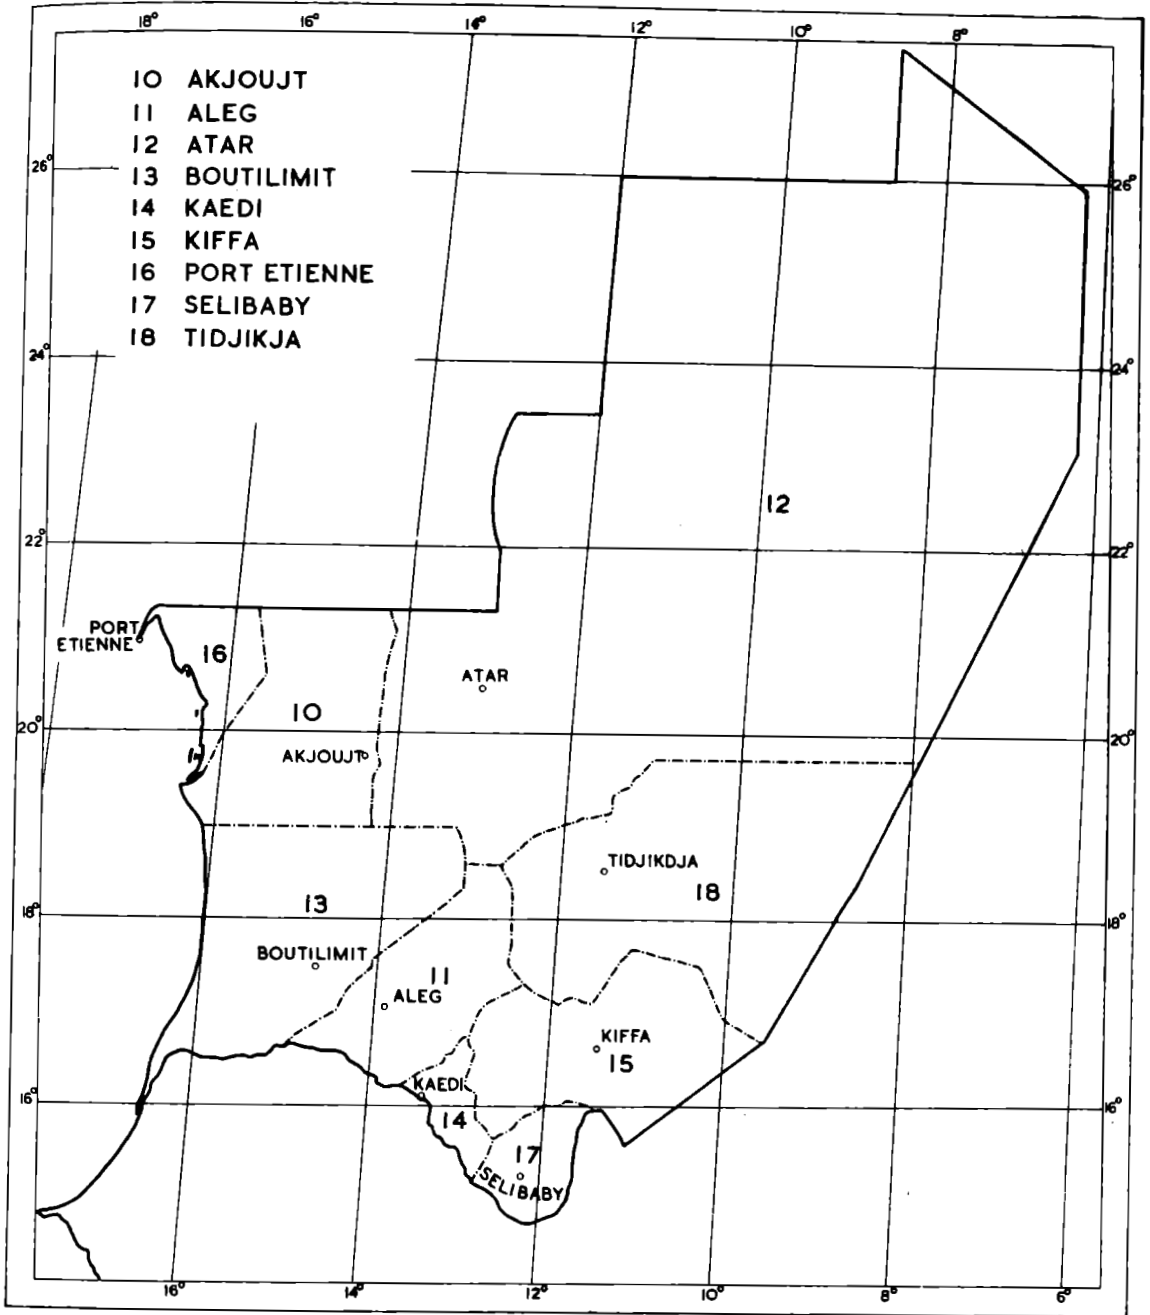 18° 16° 16° 12° 10° 8°
10 AKJOUJT
11 ALEG
12 ATAR
13 BOUTILIMIT
14 KAEDI
15 KIFFA
16 PORT ETIENNE
17 SELIBABY
18 TIDJIKJA
26° 26°
24° 24°
12
22° 22°
PORT
ETIENNE
16
ATAR
10
20° 20°
AKJOUJT
TIDJIKDJA
18
13
18° 18°
BOUTILIMIT
11
ALEG
KIFFA
15
KAEDI
16° 16°
14
17
SELIBABY
16° 14° 12° 10° 8° 6°